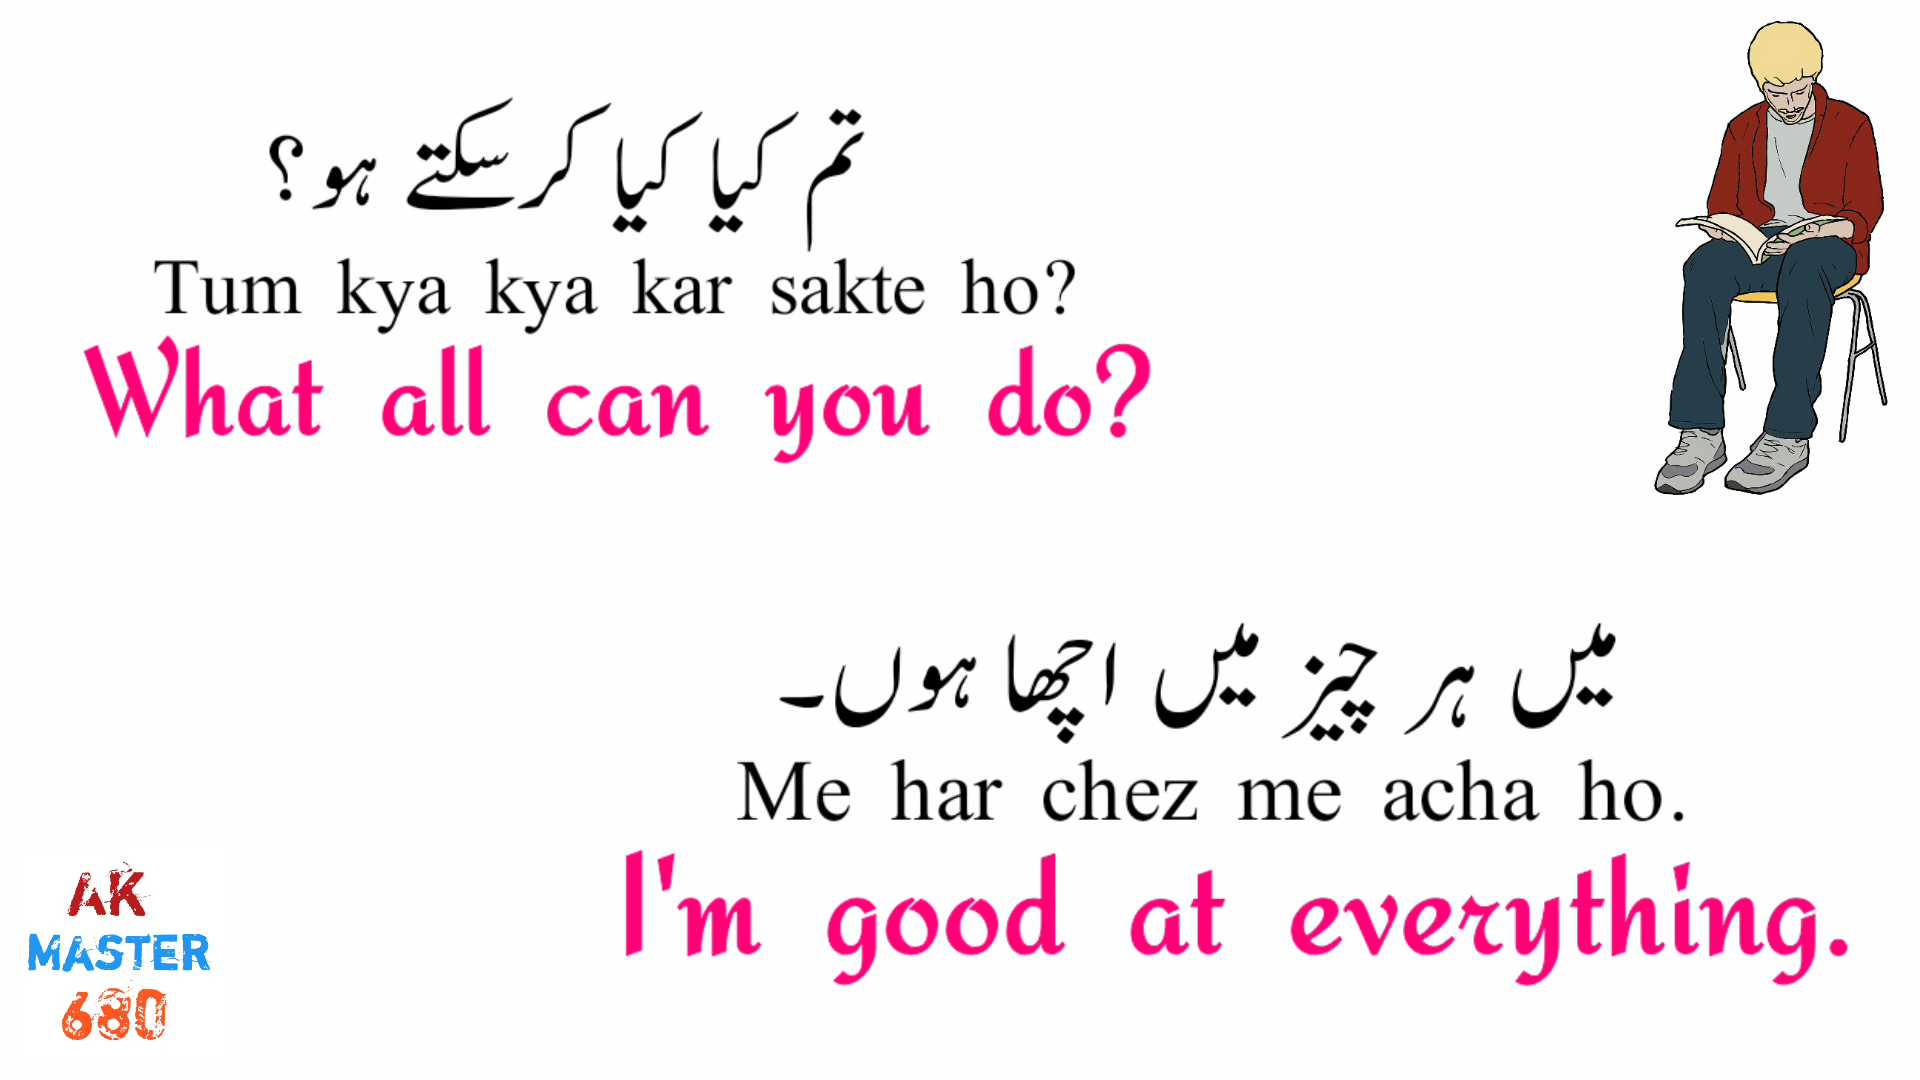 تم کیا کیا کر سکتے ہو؟
Tum kya kya kar sakte ho?
What all can you do?
میں ہر چیز میں اچھا ہوں۔
Me har chez me acha ho.
I'm good at everything.
AK
MASTER
680